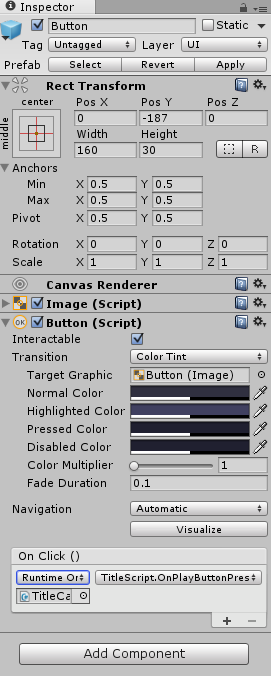 Inspector
Button
Static
Tag Untagged Layer UI
Prefab Select Revert Apply
Rect Transform
center Pos X Pos Y Pos Z
middle 0 -187 0
Width Height
160 30 R
Anchors
Min X 0.5 Y 0.5
Max X 0.5 Y 0.5
Pivot X 0.5 Y 0.5
Rotation X 0 Y 0 Z 0
Scale X 1 Y 1 Z 1
Canvas Renderer
Image (Script)
OK Button (Script)
Interactable
Transition Color Tint
Target Graphic Button (Image)
Normal Color
Highlighted Color
Pressed Color
Disabled Color
Color Multiplier 1
Fade Duration 0.1
Navigation Automatic
Visualize
On Click ()
Runtime Or TitleScript.OnPlayButtonPres
TitleCa
+ −
Add Component